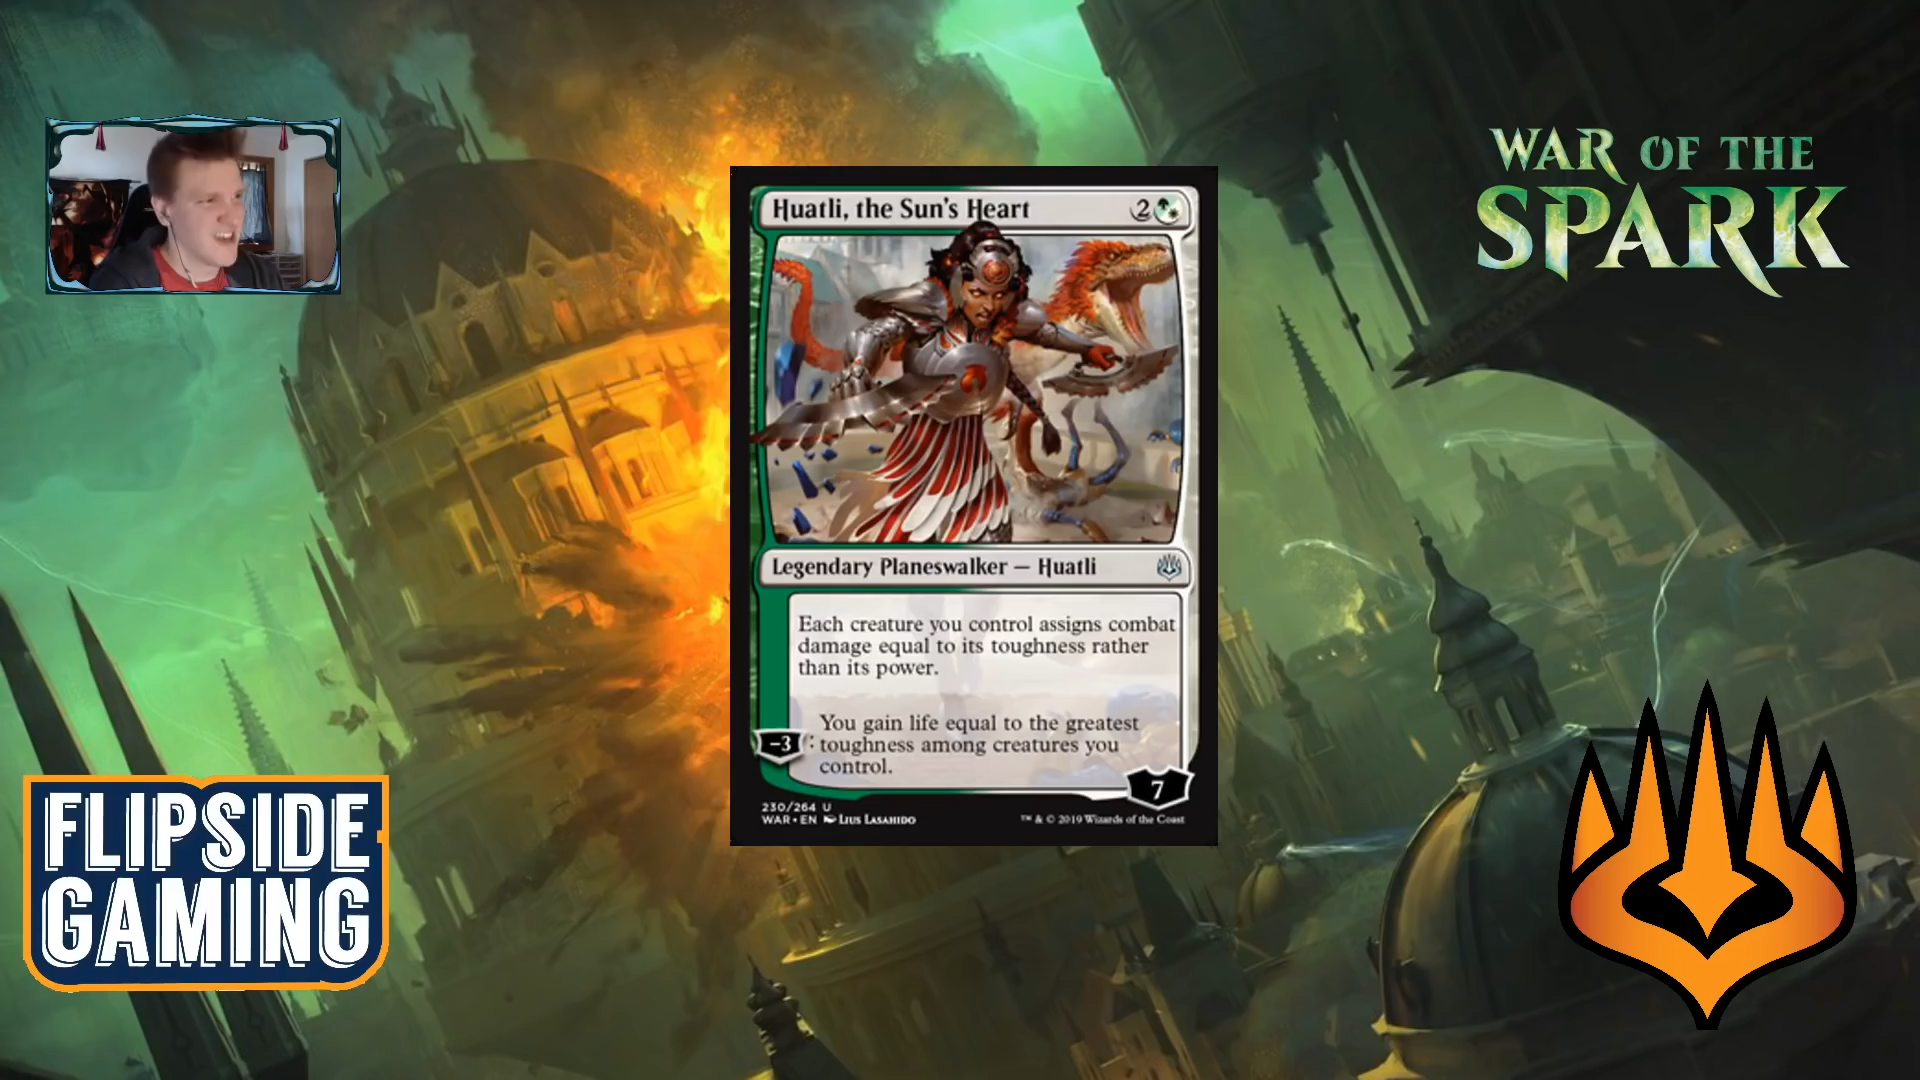 WAR OF THE
SPARK
Huatli, the Sun's Heart 2
Legendary Planeswalker — Huatli
Each creature you control assigns combat
damage equal to its toughness rather
than its power.
-3 : You gain life equal to the greatest
toughness among creatures you
control.
7
230/264 U
WAR • EN Lius Lasahido
™ & © 2019 Wizards of the Coast
FLIPSIDE
GAMING